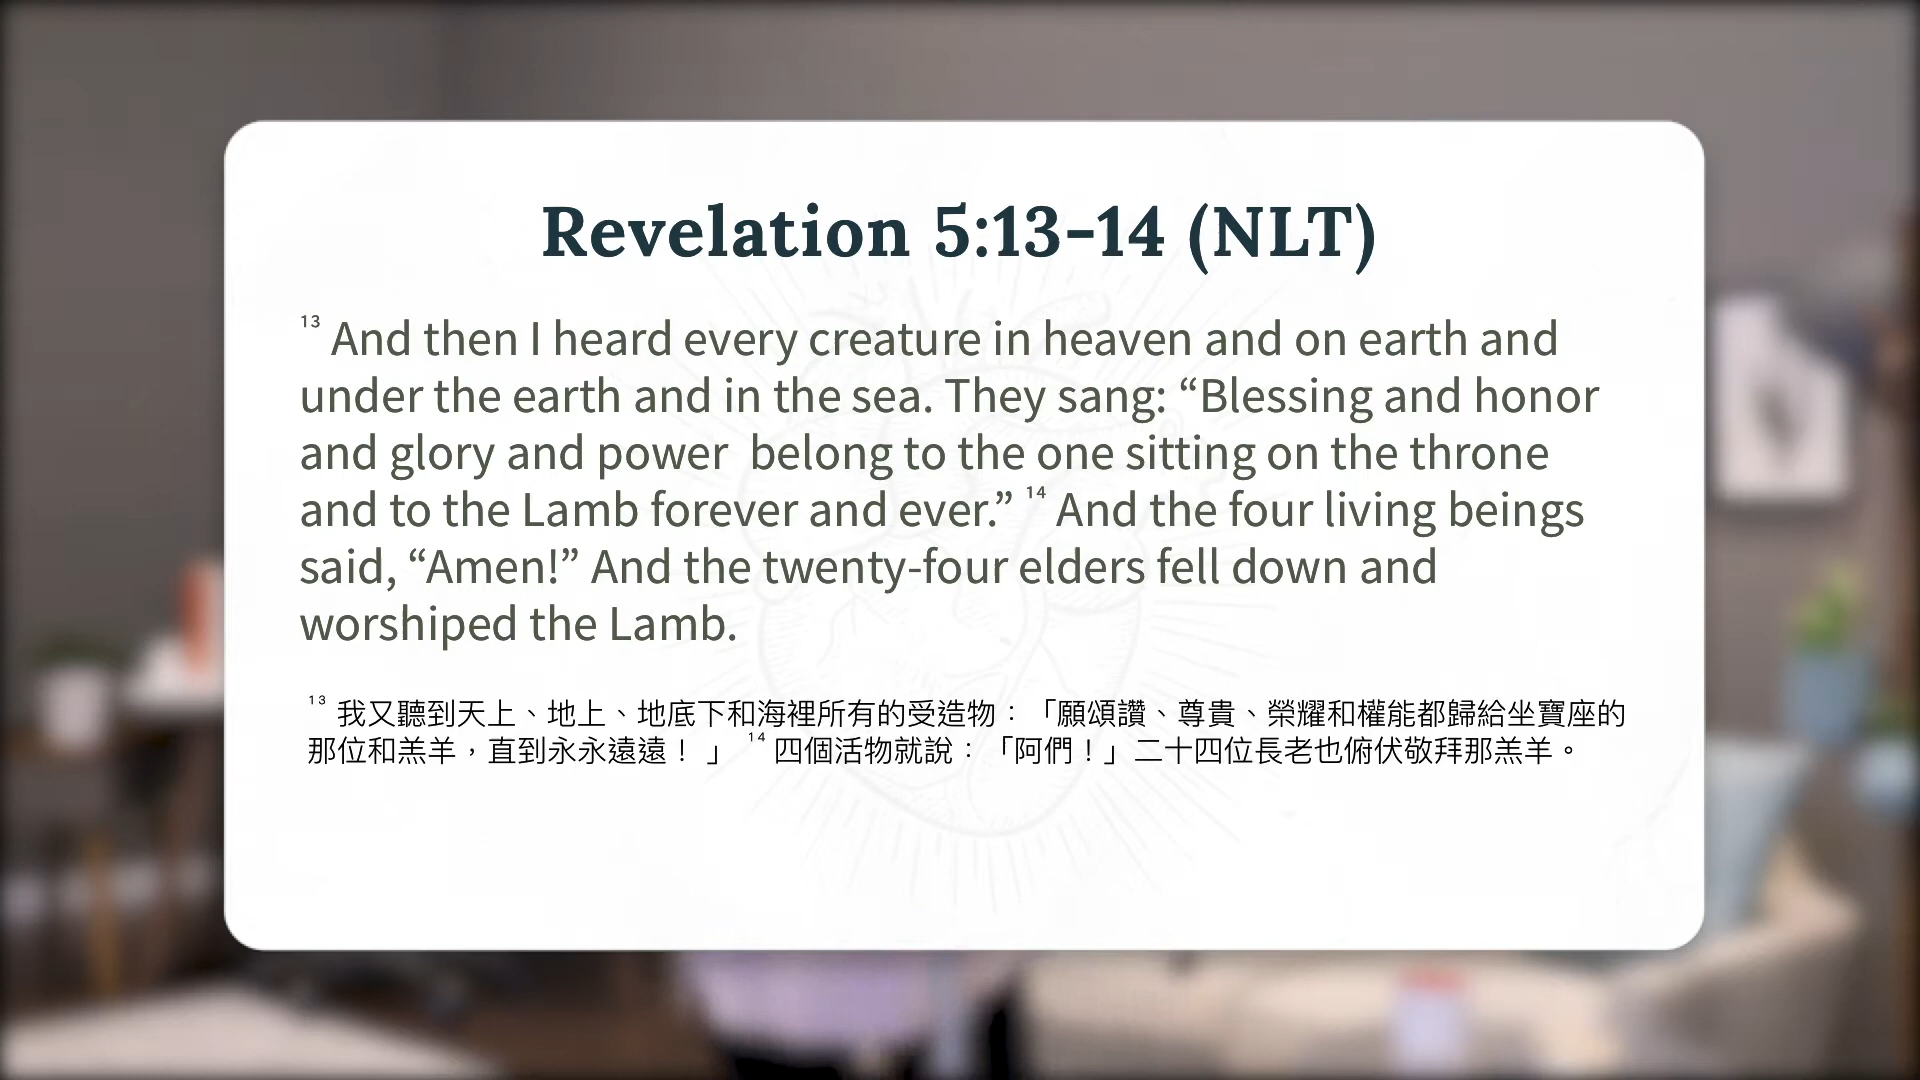 Revelation 5:13-14 (NLT)
¹³ And then I heard every creature in heaven and on earth and
under the earth and in the sea. They sang: “Blessing and honor
and glory and power  belong to the one sitting on the throne
and to the Lamb forever and ever.” ¹⁴ And the four living beings
said, “Amen!” And the twenty-four elders fell down and
worshiped the Lamb.
¹³ 我又聽到天上、地上、地底下和海裡所有的受造物：「願頌讚、尊貴、榮耀和權能都歸給坐寶座的
那位和羔羊，直到永永遠遠！」 ¹⁴ 四個活物就說：「阿們！」二十四位長老也俯伏敬拜那羔羊。